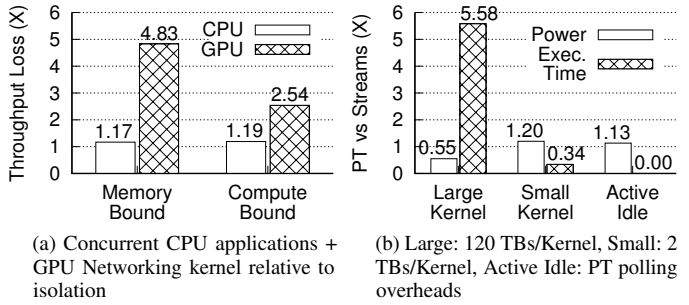 Throughput Loss (X)
6
5
4
3
2
1
0
CPU
GPU
4.83
2.54
1.17
1.19
Memory
Bound
Compute
Bound
(a) Concurrent CPU applications +
GPU Networking kernel relative to
isolation
PT vs Streams (X)
6
5
4
3
2
1
0
5.58
Power
Exec.
Time
0.55
1.20
0.34
1.13
0.00
Large
Kernel
Small
Kernel
Active
Idle
(b) Large: 120 TBs/Kernel, Small: 2
TBs/Kernel, Active Idle: PT polling
overheads